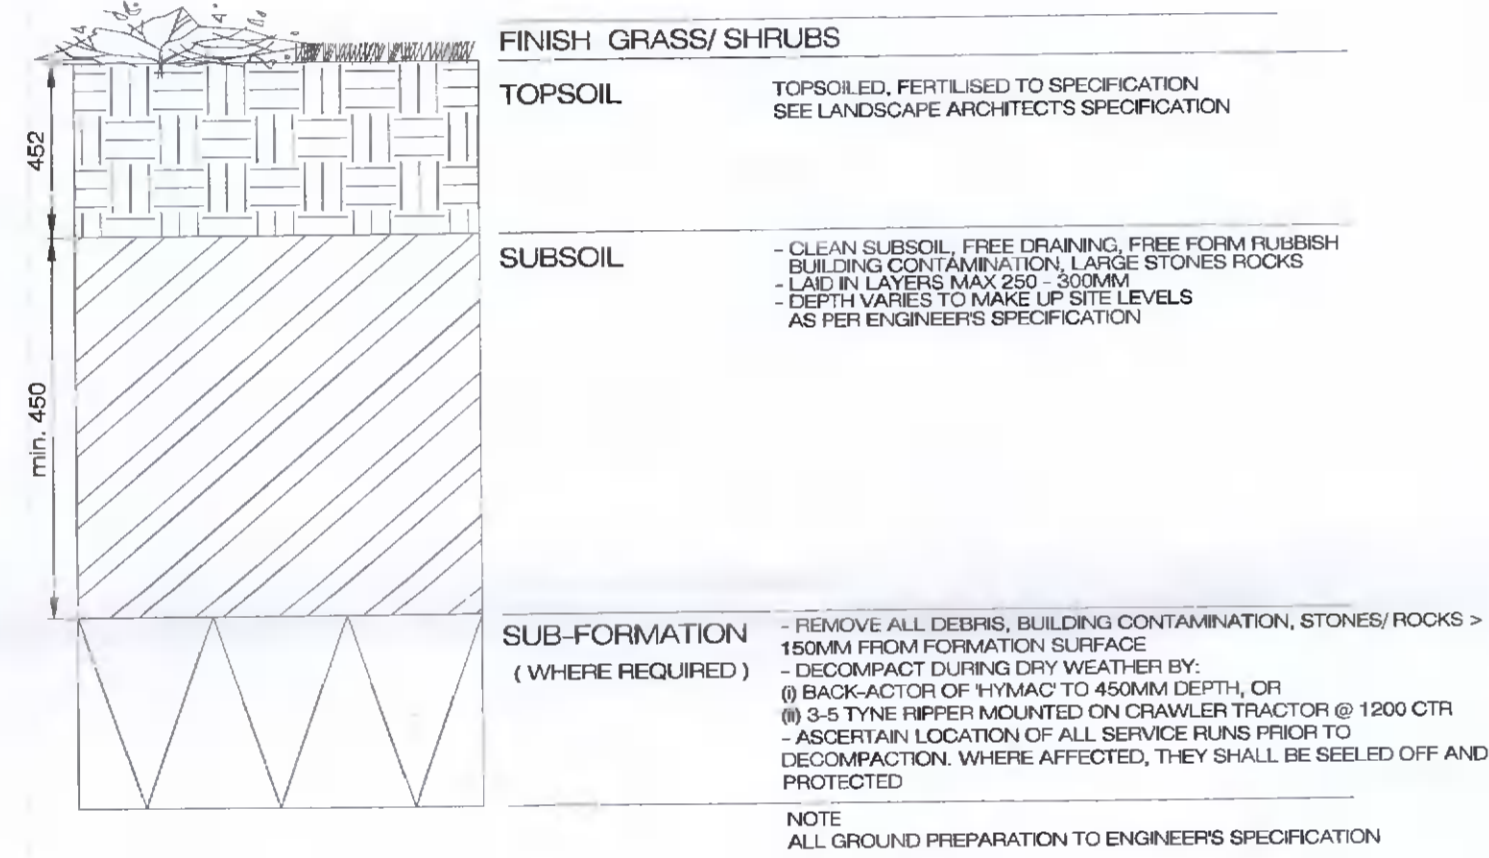 FINISH GRASS/ SHRUBS
452
TOPSOIL
TOPSOILED, FERTILISED TO SPECIFICATION
SEE LANDSCAPE ARCHITECT'S SPECIFICATION
min. 450
SUBSOIL
- CLEAN SUBSOIL, FREE DRAINING, FREE FORM RUBBISH
BUILDING CONTAMINATION, LARGE STONES ROCKS
- LAID IN LAYERS MAX 250 - 300MM
- DEPTH VARIES TO MAKE UP SITE LEVELS
AS PER ENGINEER'S SPECIFICATION
SUB-FORMATION
( WHERE REQUIRED )
- REMOVE ALL DEBRIS, BUILDING CONTAMINATION, STONES/ ROCKS >
150MM FROM FORMATION SURFACE
- DECOMPACT DURING DRY WEATHER BY:
(i) BACK-ACTOR OF 'HYMAC' TO 450MM DEPTH, OR
(ii) 3-5 TYNE RIPPER MOUNTED ON CRAWLER TRACTOR @ 1200 CTR
- ASCERTAIN LOCATION OF ALL SERVICE RUNS PRIOR TO
DECOMPACTION. WHERE AFFECTED, THEY SHALL BE SEELED OFF AND
PROTECTED
NOTE
ALL GROUND PREPARATION TO ENGINEER'S SPECIFICATION